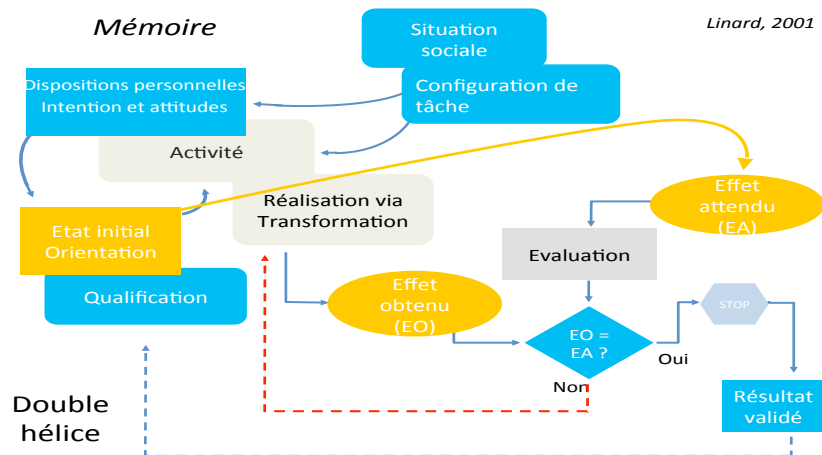 Mémoire
Situation
sociale
Linard, 2001
Dispositions personnelles
Intention et attitudes
Configuration de
tâche
Activité
Réalisation via
Transformation
Effet
attendu
(EA)
Etat initial
Orientation
Evaluation
Qualification
Effet
obtenu
(EO)
STOP
EO =
EA ?
Oui
Non
Double
hélice
Résultat
validé